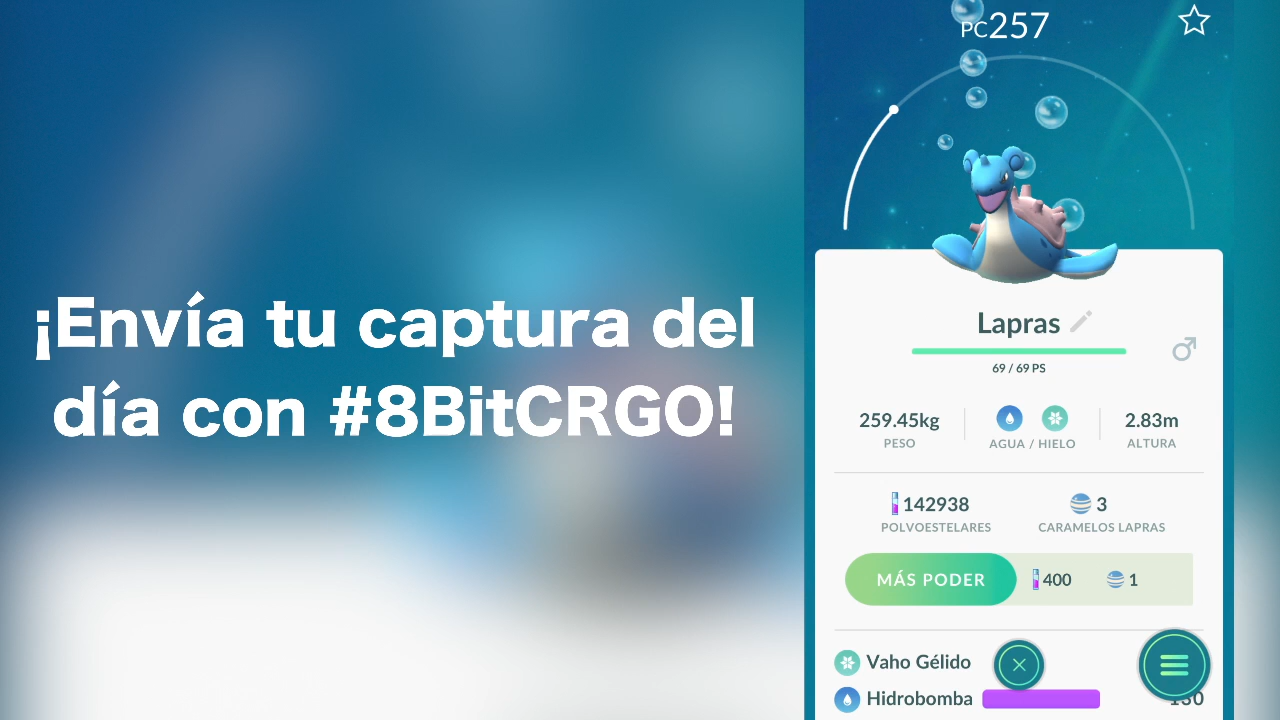 ¡Envía tu captura del
día con #8BitCRGO!
PC257
Lapras
69 / 69 PS
259.45kg
PESO
AGUA / HIELO
2.83m
ALTURA
142938
POLVOESTELARES
3
CARAMELOS LAPRAS
MÁS PODER
400
1
Vaho Gélido
Hidrobomba